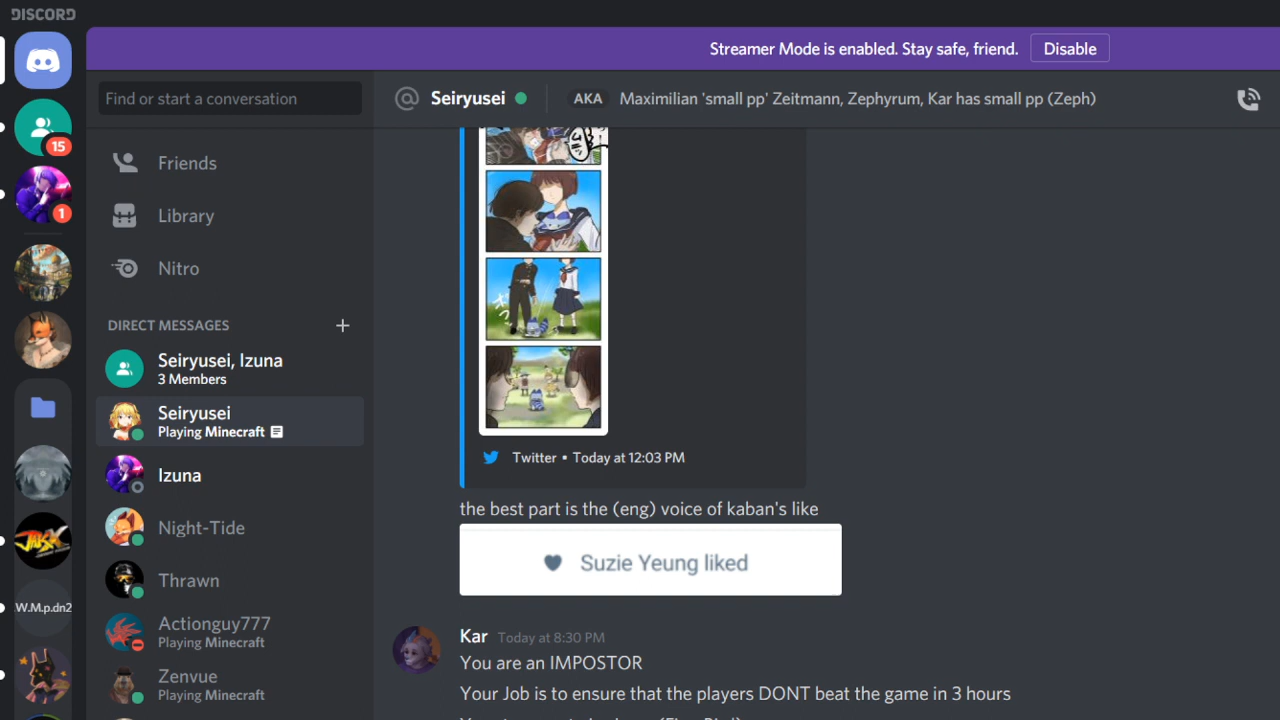 DISCORD
Streamer Mode is enabled. Stay safe, friend.
Disable
Find or start a conversation
Seiryusei
AKA
Maximilian 'small pp' Zeitmann, Zephyrum, Kar has small pp (Zeph)
15
1
Friends
Library
Nitro
DIRECT MESSAGES
Seiryusei, Izuna
3 Members
Seiryusei
Playing Minecraft
Izuna
Night-Tide
Thrawn
Actionguy777
Playing Minecraft
Zenvue
Playing Minecraft
W.M.p.dn2
Twitter • Today at 12:03 PM
the best part is the (eng) voice of kaban's like
Suzie Yeung liked
Kar Today at 8:30 PM
You are an IMPOSTOR
Your Job is to ensure that the players DONT beat the game in 3 hours